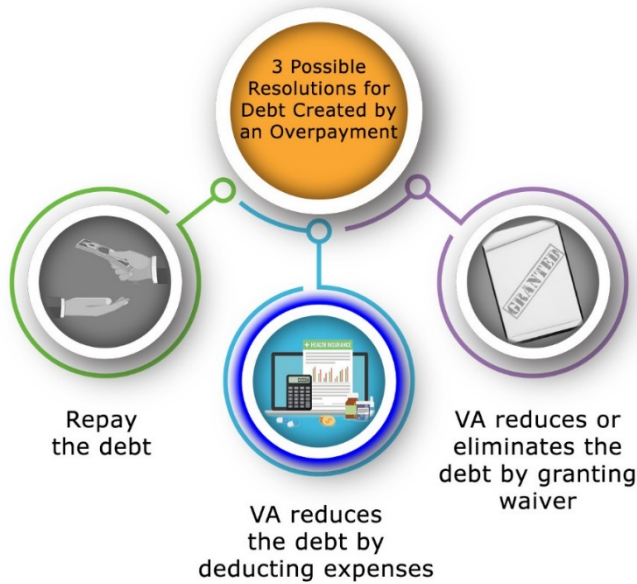 3 Possible
Resolutions for
Debt Created by
an Overpayment
GRANTED
+ HEALTH INSURANCE
Repay
the debt
VA reduces or
eliminates the
debt by granting
waiver
VA reduces
the debt by
deducting expenses